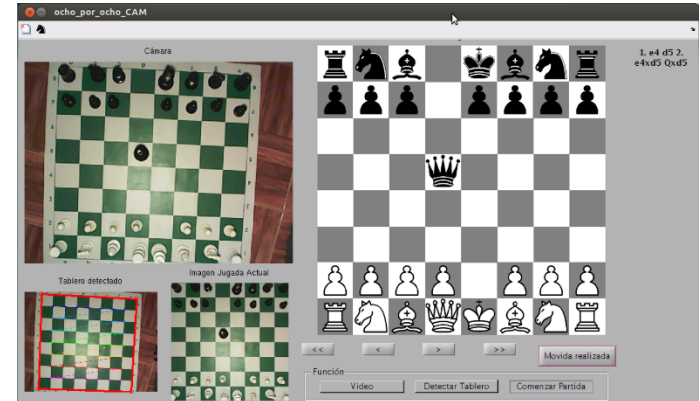 ocho_por_ocho_CAM
Cámara
1. e4 d5 2.
e4xd5 Qxd5
Tablero detectado
Imagen Jugada Actual
<< < > >>
Movida realizada
Función
Video Detectar Tablero Comenzar Partida